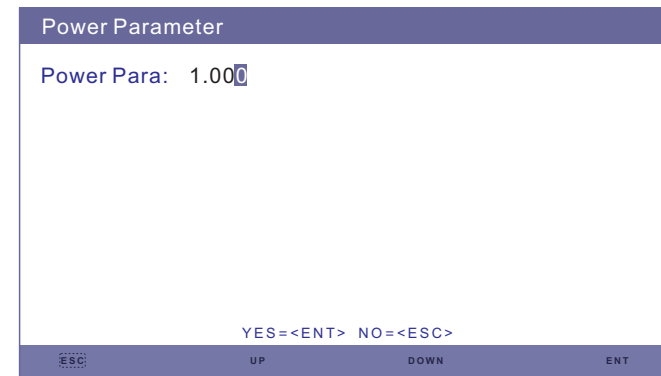 Power Parameter
Power Para: 1.000
YES=<ENT> NO=<ESC>
ESC UP DOWN ENT